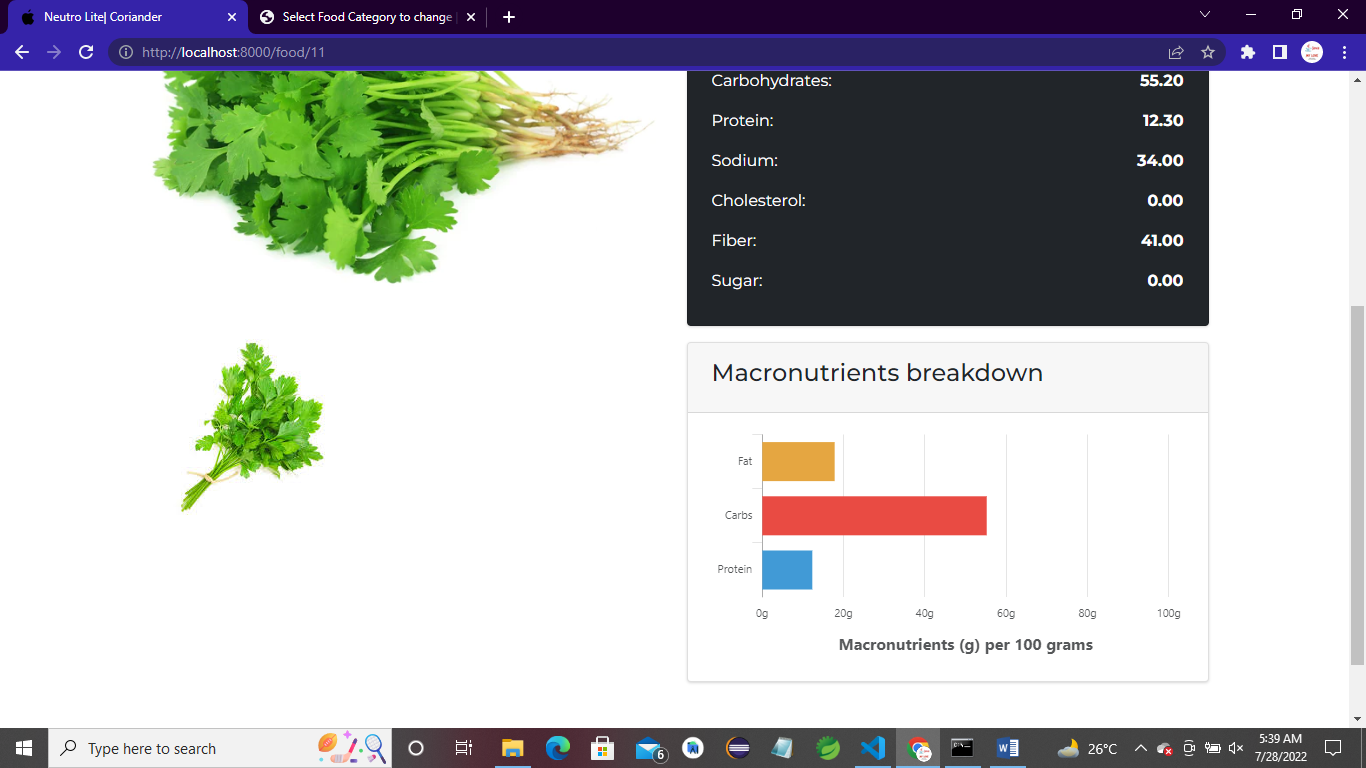 Neutro Lite| Coriander
Select Food Category to change
http://localhost:8000/food/11
Carbohydrates: 55.20
Protein: 12.30
Sodium: 34.00
Cholesterol: 0.00
Fiber: 41.00
Sugar: 0.00
Macronutrients breakdown
Fat
Carbs
Protein
0g 20g 40g 60g 80g 100g
Macronutrients (g) per 100 grams
Type here to search
6
26°C
5:39 AM
7/28/2022